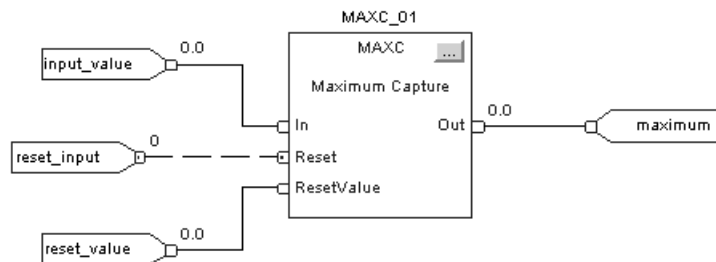 MAXC_01
MAXC
...
Maximum Capture
input_value
0.0
In
Out
0.0
maximum
reset_input
0
Reset
ResetValue
reset_value
0.0